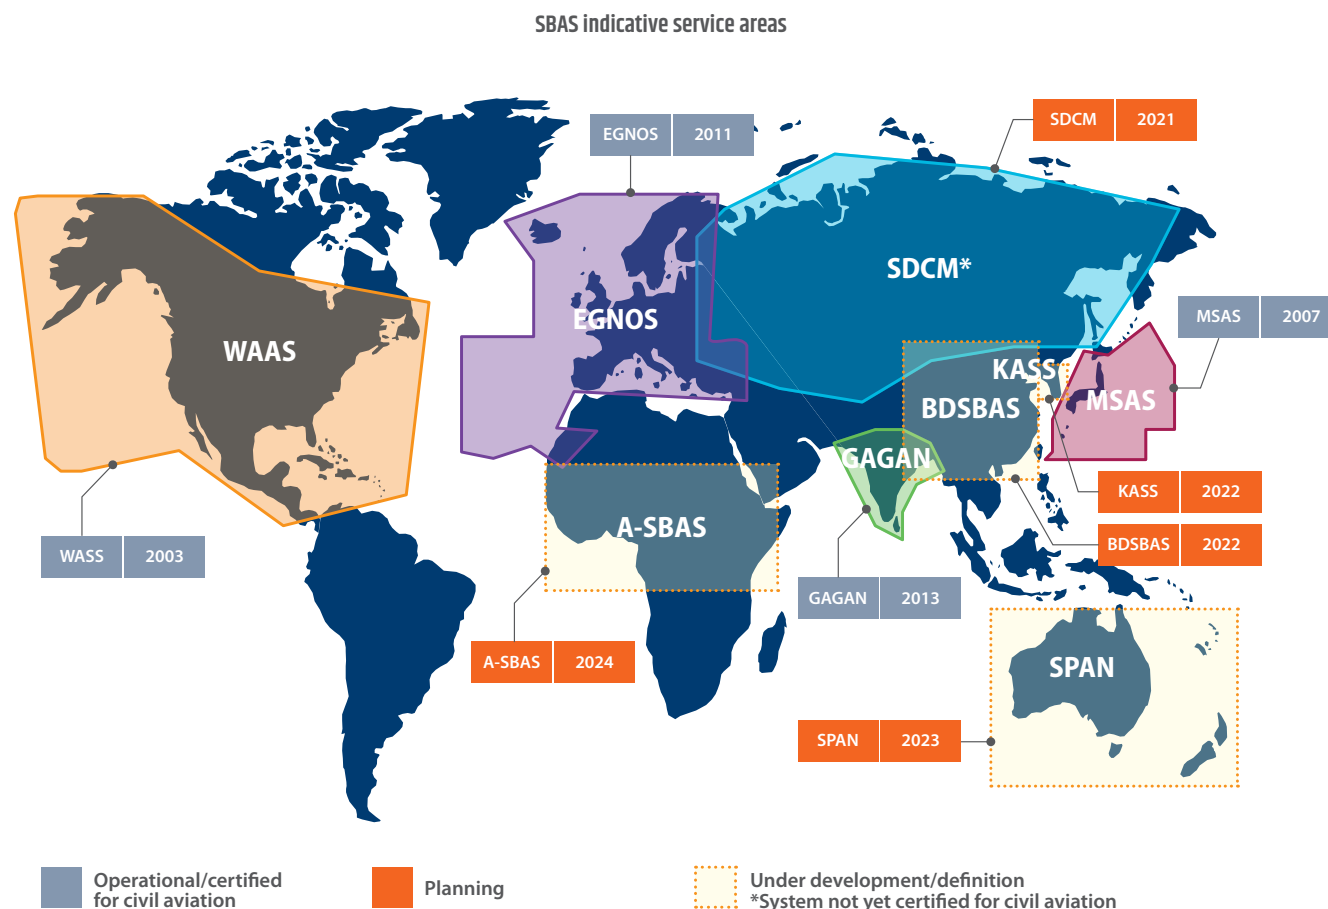 SBAS indicative service areas
SDCM 2021
EGNOS 2011
SDCM*
MSAS 2007
EGNOS
WAAS
KASS
MSAS
BDSBAS
GAGAN
KASS 2022
A-SBAS
BDSBAS 2022
WASS 2003
GAGAN 2013
A-SBAS 2024
SPAN
SPAN 2023
Operational/certified
for civil aviation
Planning
Under development/definition
*System not yet certified for civil aviation